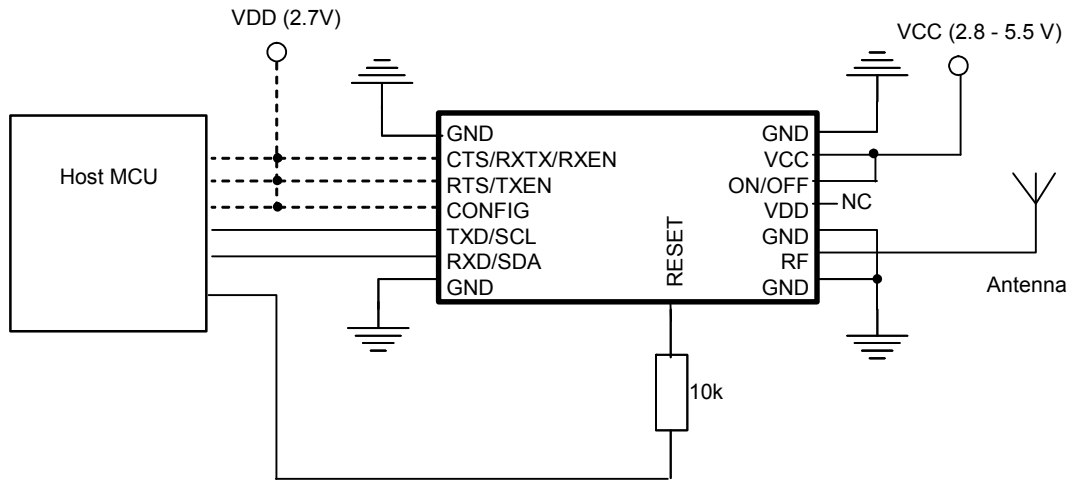 VDD (2.7V)
VCC (2.8 - 5.5 V)
Host MCU
GND
CTS/RXTX/RXEN
RTS/TXEN
CONFIG
TXD/SCL
RXD/SDA
GND
RESET
GND
VCC
ON/OFF
VDD
NC
GND
RF
GND
Antenna
10k